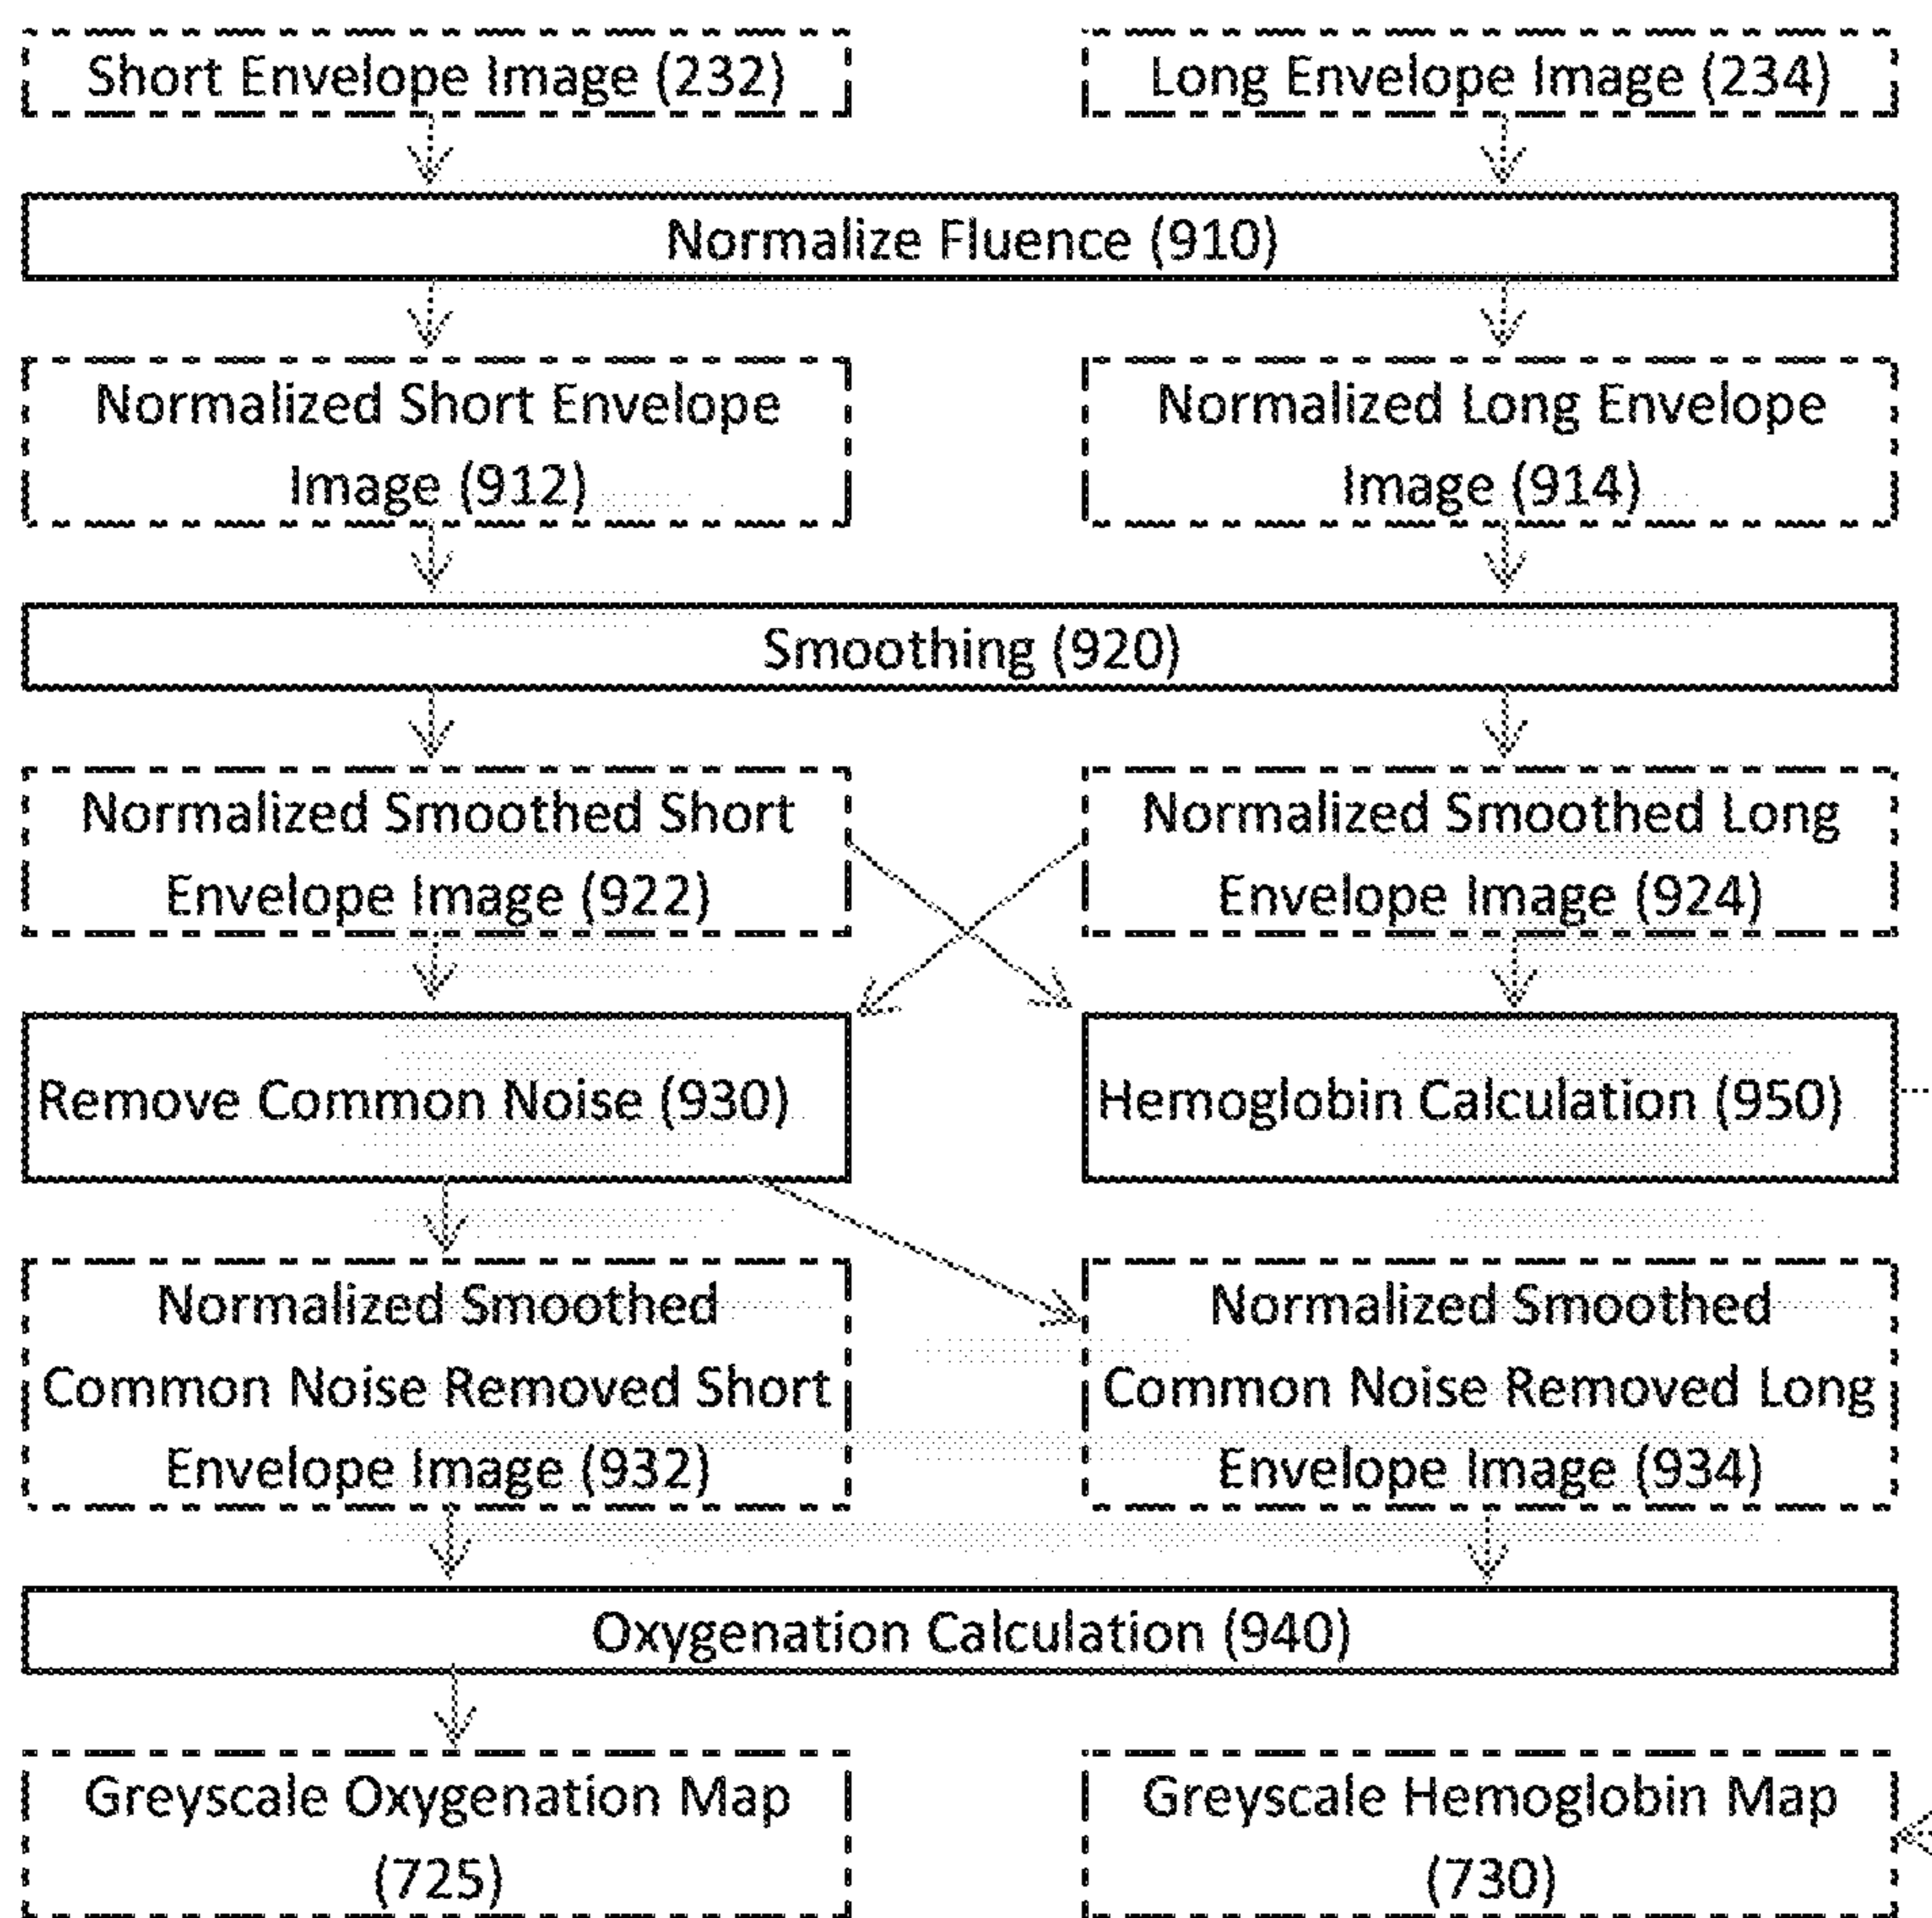 Short Envelope Image (232)
Long Envelope Image (234)
Normalize Fluence (910)
Normalized Short Envelope
Image (912)
Normalized Long Envelope
Image (914)
Smoothing (920)
Normalized Smoothed Short
Envelope Image (922)
Normalized Smoothed Long
Envelope Image (924)
Remove Common Noise (930)
Hemoglobin Calculation (950)
Normalized Smoothed
Common Noise Removed Short
Envelope Image (932)
Normalized Smoothed
Common Noise Removed Long
Envelope Image (934)
Oxygenation Calculation (940)
Greyscale Oxygenation Map
(725)
Greyscale Hemoglobin Map
(730)